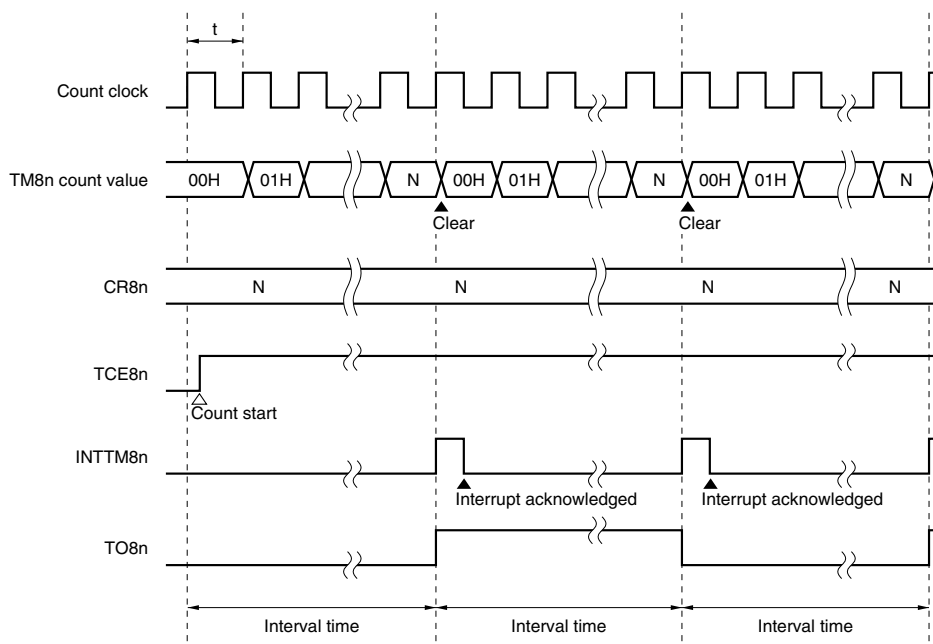 t
Count clock
TM8n count value 00H 01H N 00H 01H N 00H 01H N
Clear Clear
CR8n N N N N
TCE8n
Count start
INTTM8n
Interrupt acknowledged Interrupt acknowledged
TO8n
Interval time Interval time Interval time